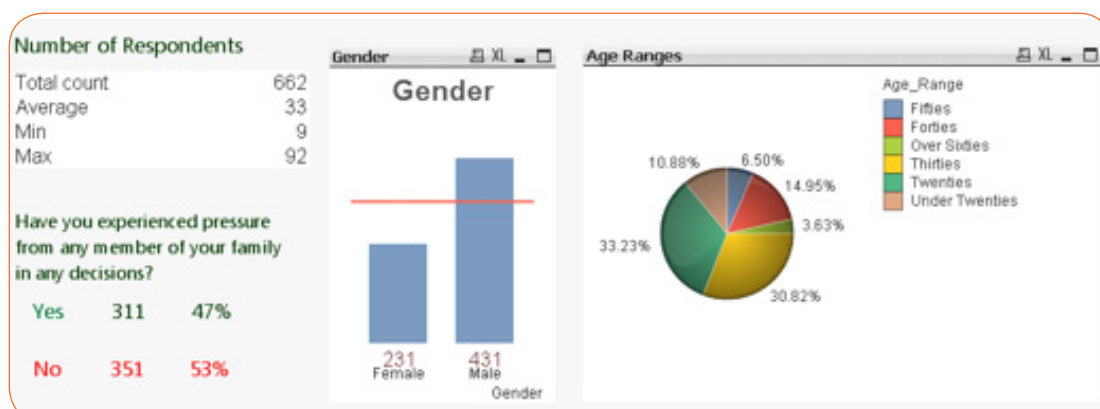 Number of Respondents
Total count 662
Average 33
Min 9
Max 92
Have you experienced pressure
from any member of your family
in any decisions?
Yes 311 47%
No 351 53%
Gender XL
Gender
231 431
Female Male
Gender
Age Ranges XL
Age_Range
Fifties
Forties
Over Sixties
Thirties
Twenties
Under Twenties
10.88% 6.50%
14.95%
3.63%
33.23%
30.82%